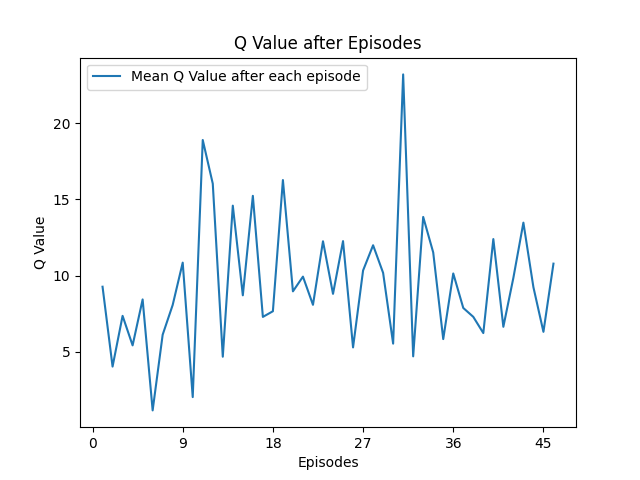 Q Value after Episodes
Mean Q Value after each episode
20
15
10
5
Q Value
0 9 18 27 36 45
Episodes